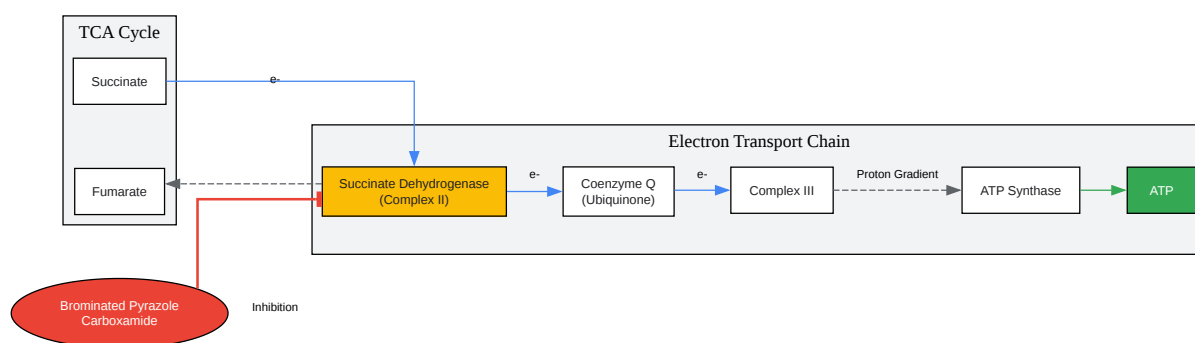 TCA Cycle
Succinate
e-
Electron Transport Chain
Fumarate
Succinate Dehydrogenase
(Complex II)
e-
Coenzyme Q
(Ubiquinone)
e-
Complex III
Proton Gradient
ATP Synthase
ATP
Brominated Pyrazole
Carboxamide
Inhibition